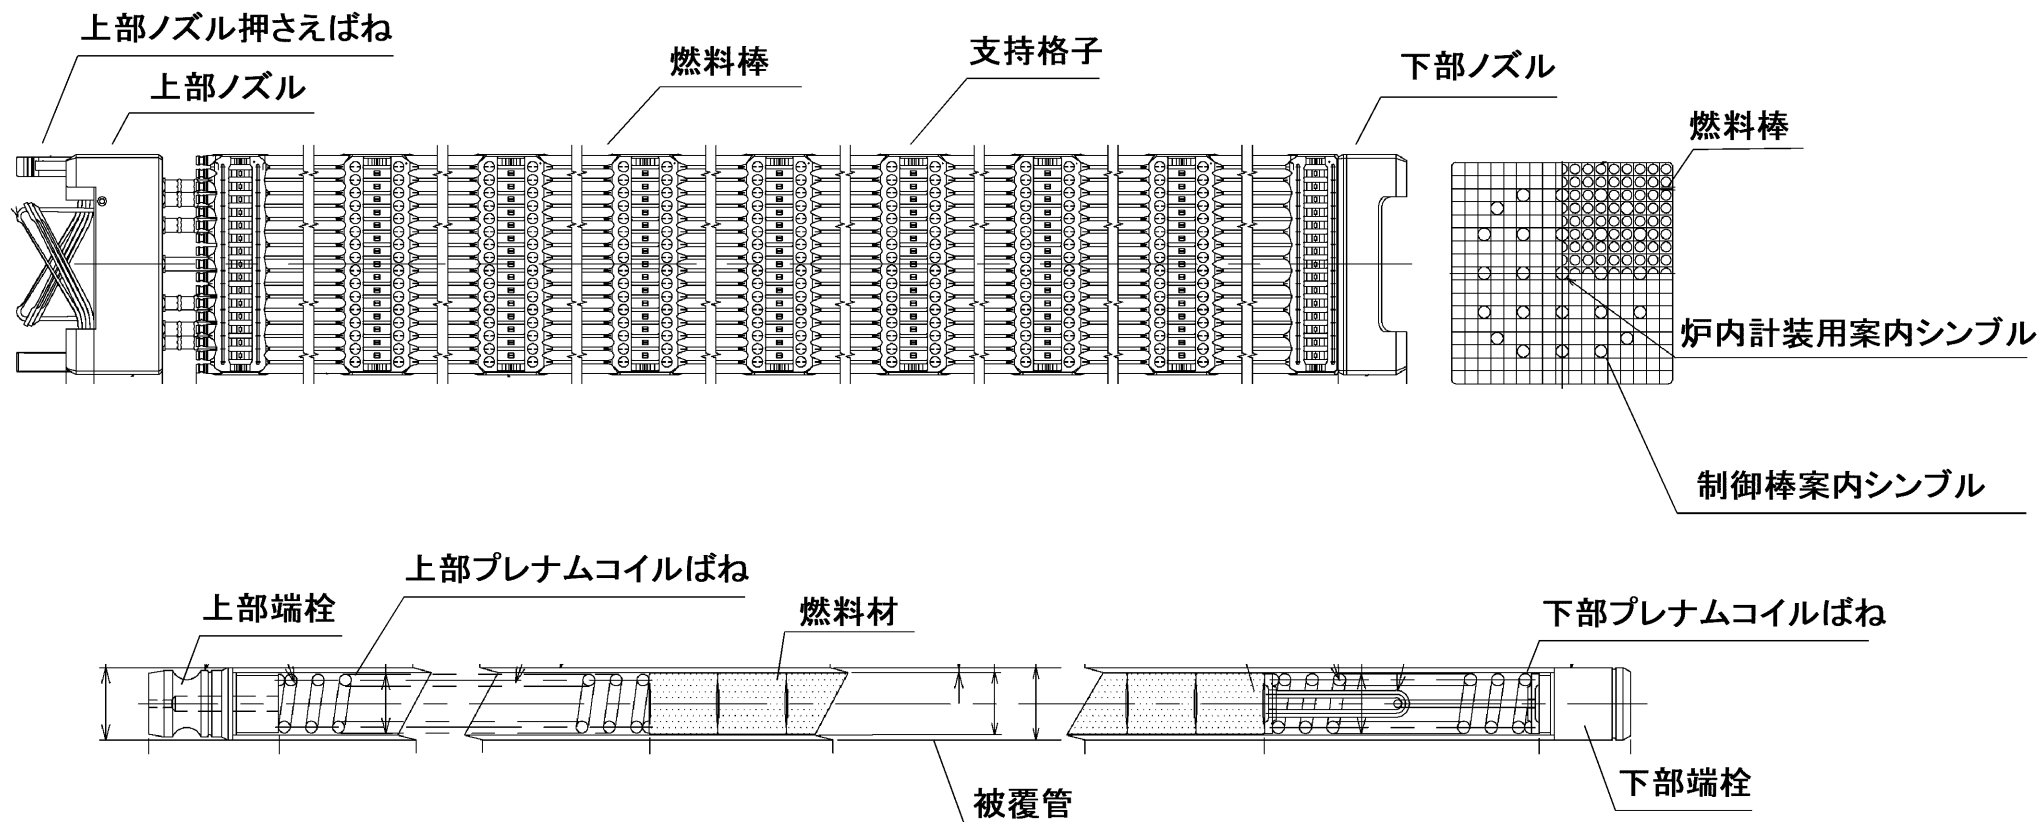 上部ノズル押さえばね
上部ノズル
燃料棒
支持格子
下部ノズル
燃料棒
炉内計装用案内シンブル
制御棒案内シンブル
上部端栓
上部プレナムコイルばね
燃料材
下部プレナムコイルばね
被覆管
下部端栓